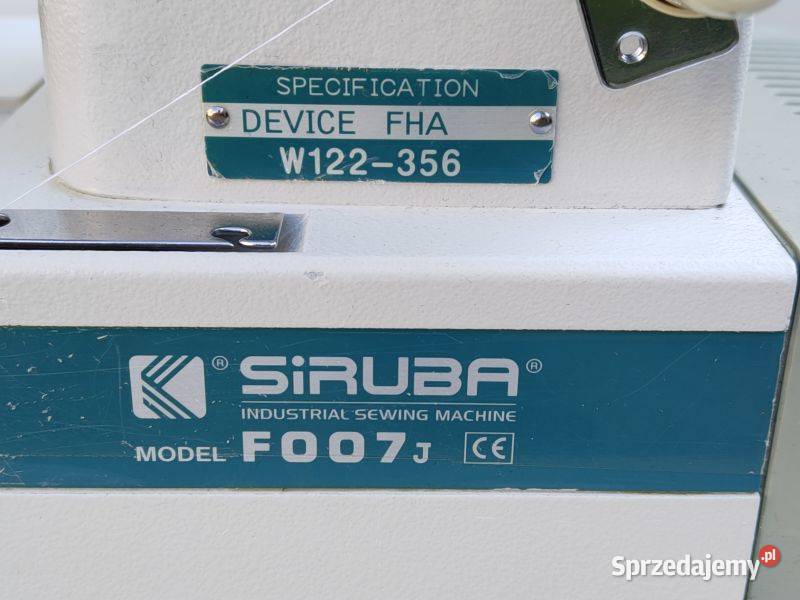 SPECIFICATION
DEVICE FHA
W122-356
® SiRUBA ®
INDUSTRIAL SEWING MACHINE
MODEL F007J CE
Sprzedajemy.pl